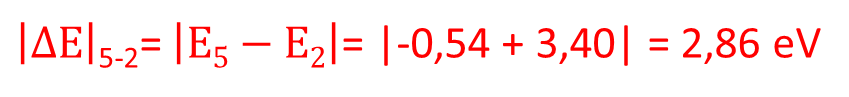 |ΔE|₅₋₂= |E₅ − E₂|= |-0,54 + 3,40| = 2,86 eV